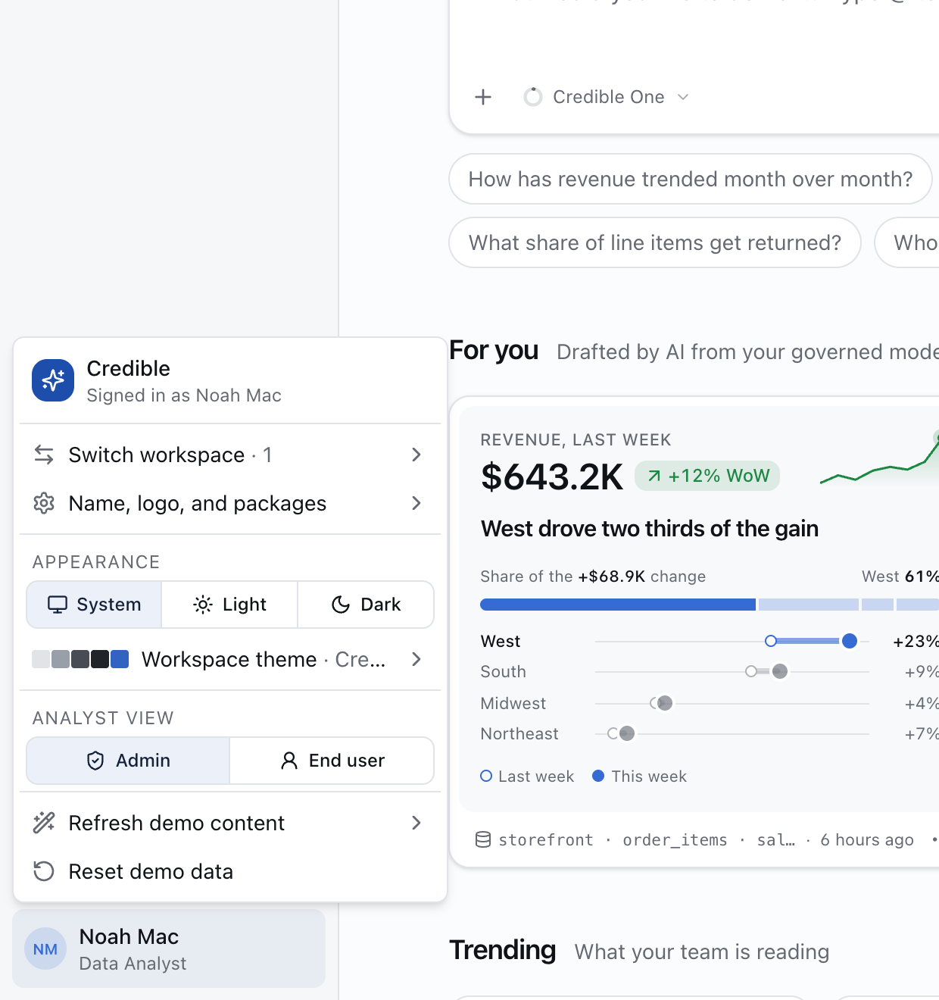 Credible One
How has revenue trended month over month?
What share of line items get returned?
Who
For you
Drafted by AI from your governed mode
REVENUE, LAST WEEK
$643.2K
+12% WoW
West drove two thirds of the gain
Share of the +$68.9K change
West 61%
West
+23%
South
+9%
Midwest
+4%
Northeast
+7%
Last week
This week
storefront · order_items · sal… · 6 hours ago
Trending
What your team is reading
Credible
Signed in as Noah Mac
Switch workspace · 1
Name, logo, and packages
APPEARANCE
System
Light
Dark
Workspace theme · Cre...
ANALYST VIEW
Admin
End user
Refresh demo content
Reset demo data
NM
Noah Mac
Data Analyst